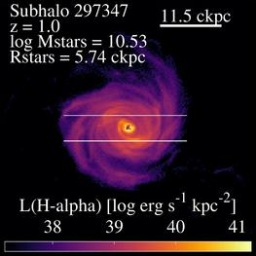 Subhalo 297347
11.5 ckpc
z = 1.0
log Mstars = 10.53
Rstars = 5.74 ckpc
L(H-alpha) [log erg s⁻¹ kpc⁻²]
38 39 40 41